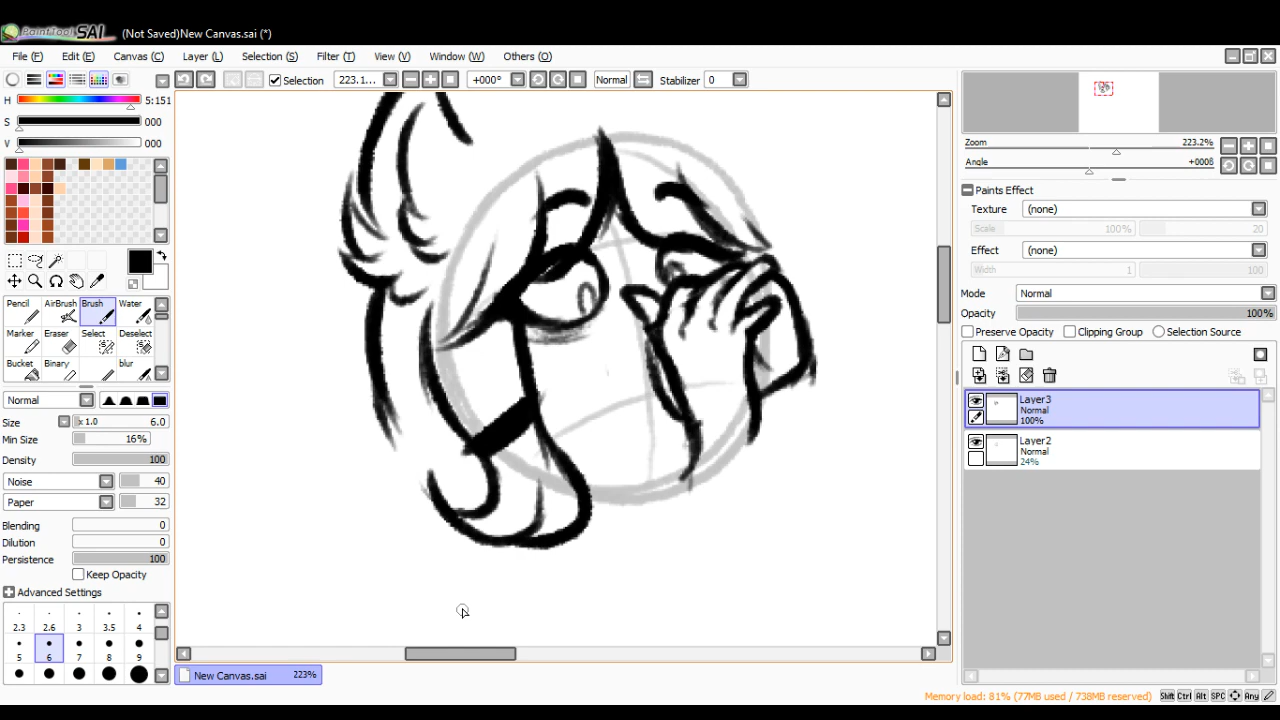 PaintTool SAI (Not Saved)New Canvas.sai (*)
File (F) Edit (E) Canvas (C) Layer (L) Selection (S) Filter (T) View (V) Window (W) Others (O)
Selection 223.1... +000° Normal Stabilizer 0
H 5:151
S 000
V 000
Zoom 223.2%
Angle +000δ
Paints Effect
Texture (none)
Scale 100% 20
Effect (none)
Width 1 100
Mode Normal
Opacity 100%
Preserve Opacity Clipping Group Selection Source
Layer3
Normal
100%
Layer2
Normal
24%
Pencil AirBrush Brush Water
Marker Eraser Select Deselect
Bucket Binary blur
Normal
Size x 1.0 6.0
Min Size 16%
Density 100
Noise 40
Paper 32
Blending 0
Dilution 0
Persistence 100
Keep Opacity
Advanced Settings
2.3 2.6 3 3.5 4
5 6 7 8 9
New Canvas.sai 223%
Memory load: 81% (77MB used / 738MB reserved) Shift Ctrl Alt SPC Any